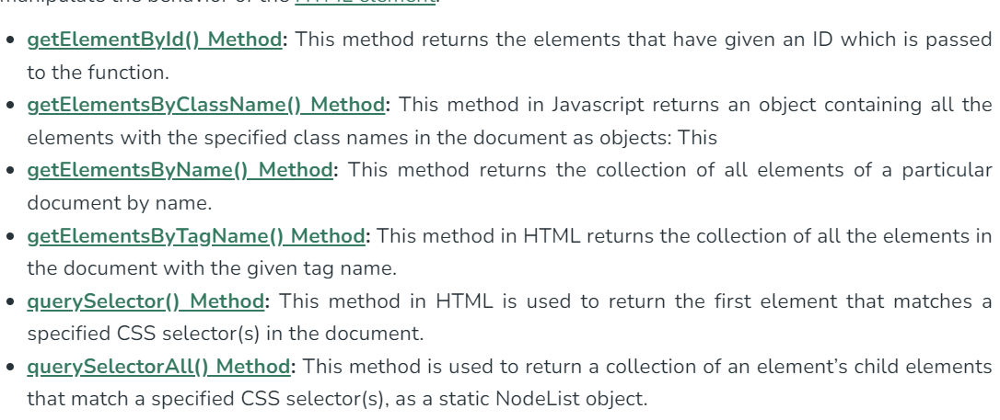 manipulate the behavior of the HTML element.
getElementById() Method: This method returns the elements that have given an ID which is passed
to the function.
getElementsByClassName() Method: This method in Javascript returns an object containing all the
elements with the specified class names in the document as objects: This
getElementsByName() Method: This method returns the collection of all elements of a particular
document by name.
getElementsByTagName() Method: This method in HTML returns the collection of all the elements in
the document with the given tag name.
querySelector() Method: This method in HTML is used to return the first element that matches a
specified CSS selector(s) in the document.
querySelectorAll() Method: This method is used to return a collection of an element’s child elements
that match a specified CSS selector(s), as a static NodeList object.